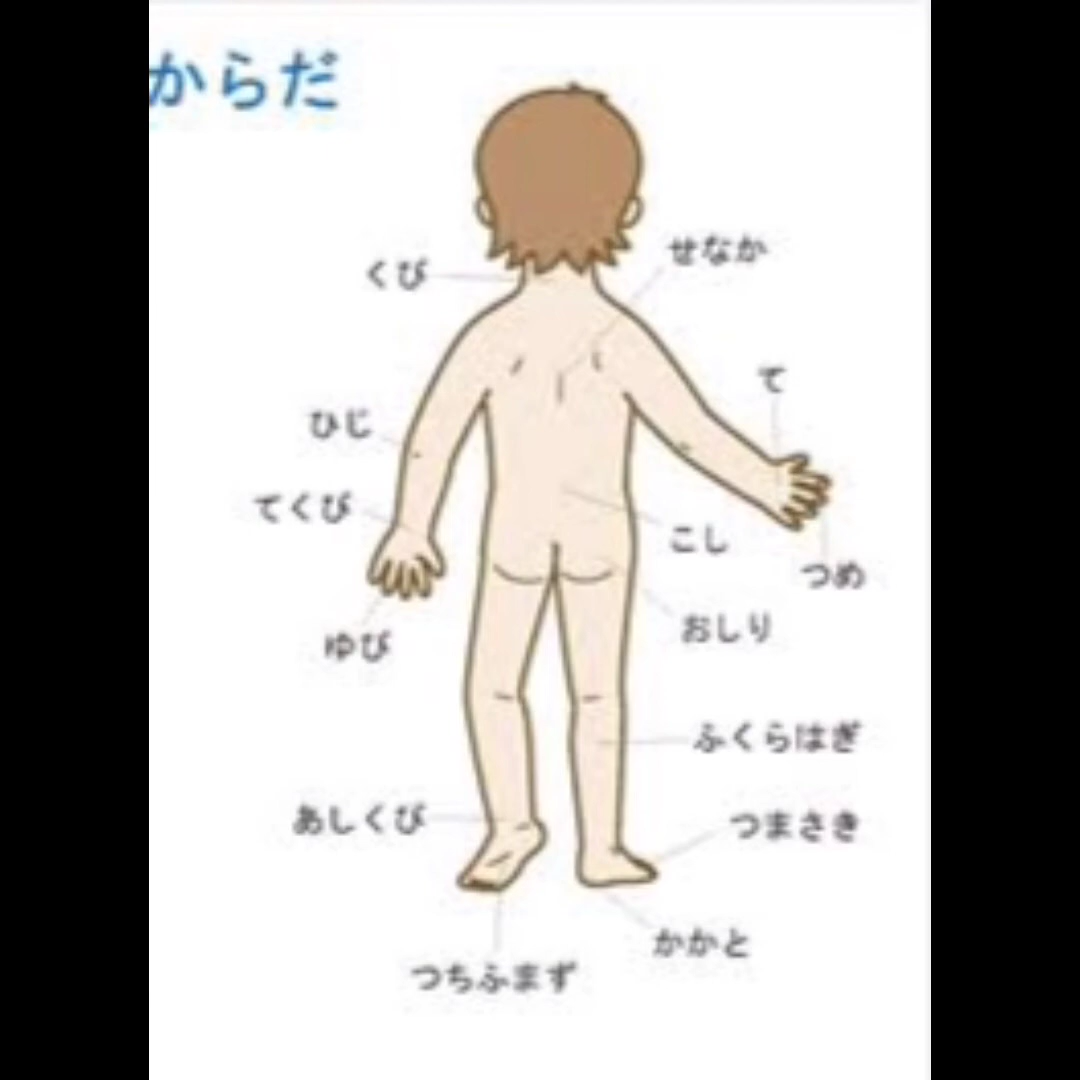 からだ
くび
せなか
て
ひじ
てくび
こし
つめ
おしり
ゆび
ふくらはぎ
あしくび
つまさき
かかと
つちふまず